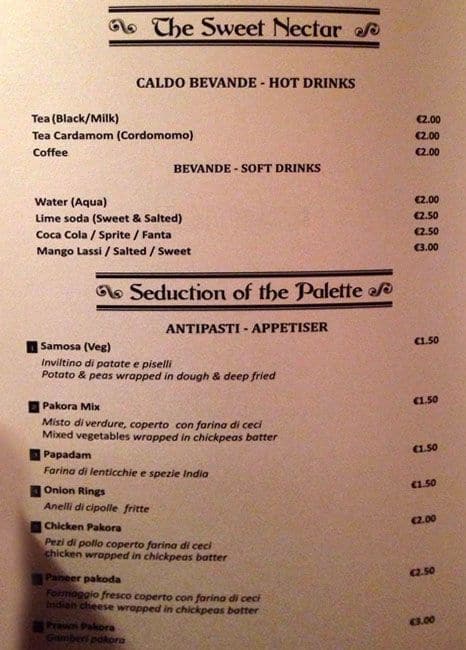 The Sweet Nectar
CALDO BEVANDE - HOT DRINKS
Tea (Black/Milk) €2.00
Tea Cardamom (Cordomomo) €2.00
Coffee €2.00
BEVANDE - SOFT DRINKS
Water (Aqua) €2.00
Lime soda (Sweet & Salted) €2.50
Coca Cola / Sprite / Fanta €2.50
Mango Lassi / Salted / Sweet €3.00
Seduction of the Palette
ANTIPASTI - APPETISER
1 Samosa (Veg) €1.50
Inviltino di patate e piselli
Potato & peas wrapped in dough & deep fried
2 Pakora Mix €1.50
Misto di verdure, coperto con farina di ceci
Mixed vegetables wrapped in chickpeas batter
3 Papadam €1.50
Farina di lenticchie e spezie India
4 Onion Rings €1.50
Anelli di cipolle fritte
Chicken Pakora €2.00
Pezi di pollo coperto farina di ceci
chicken wrapped in chickpeas batter
Paneer pakoda €2.50
Formaggio fresco coperto con farina di ceci
Indian cheese wrapped in chickpeas batter
Prawn Pakora €3.00
Gamberi pakora